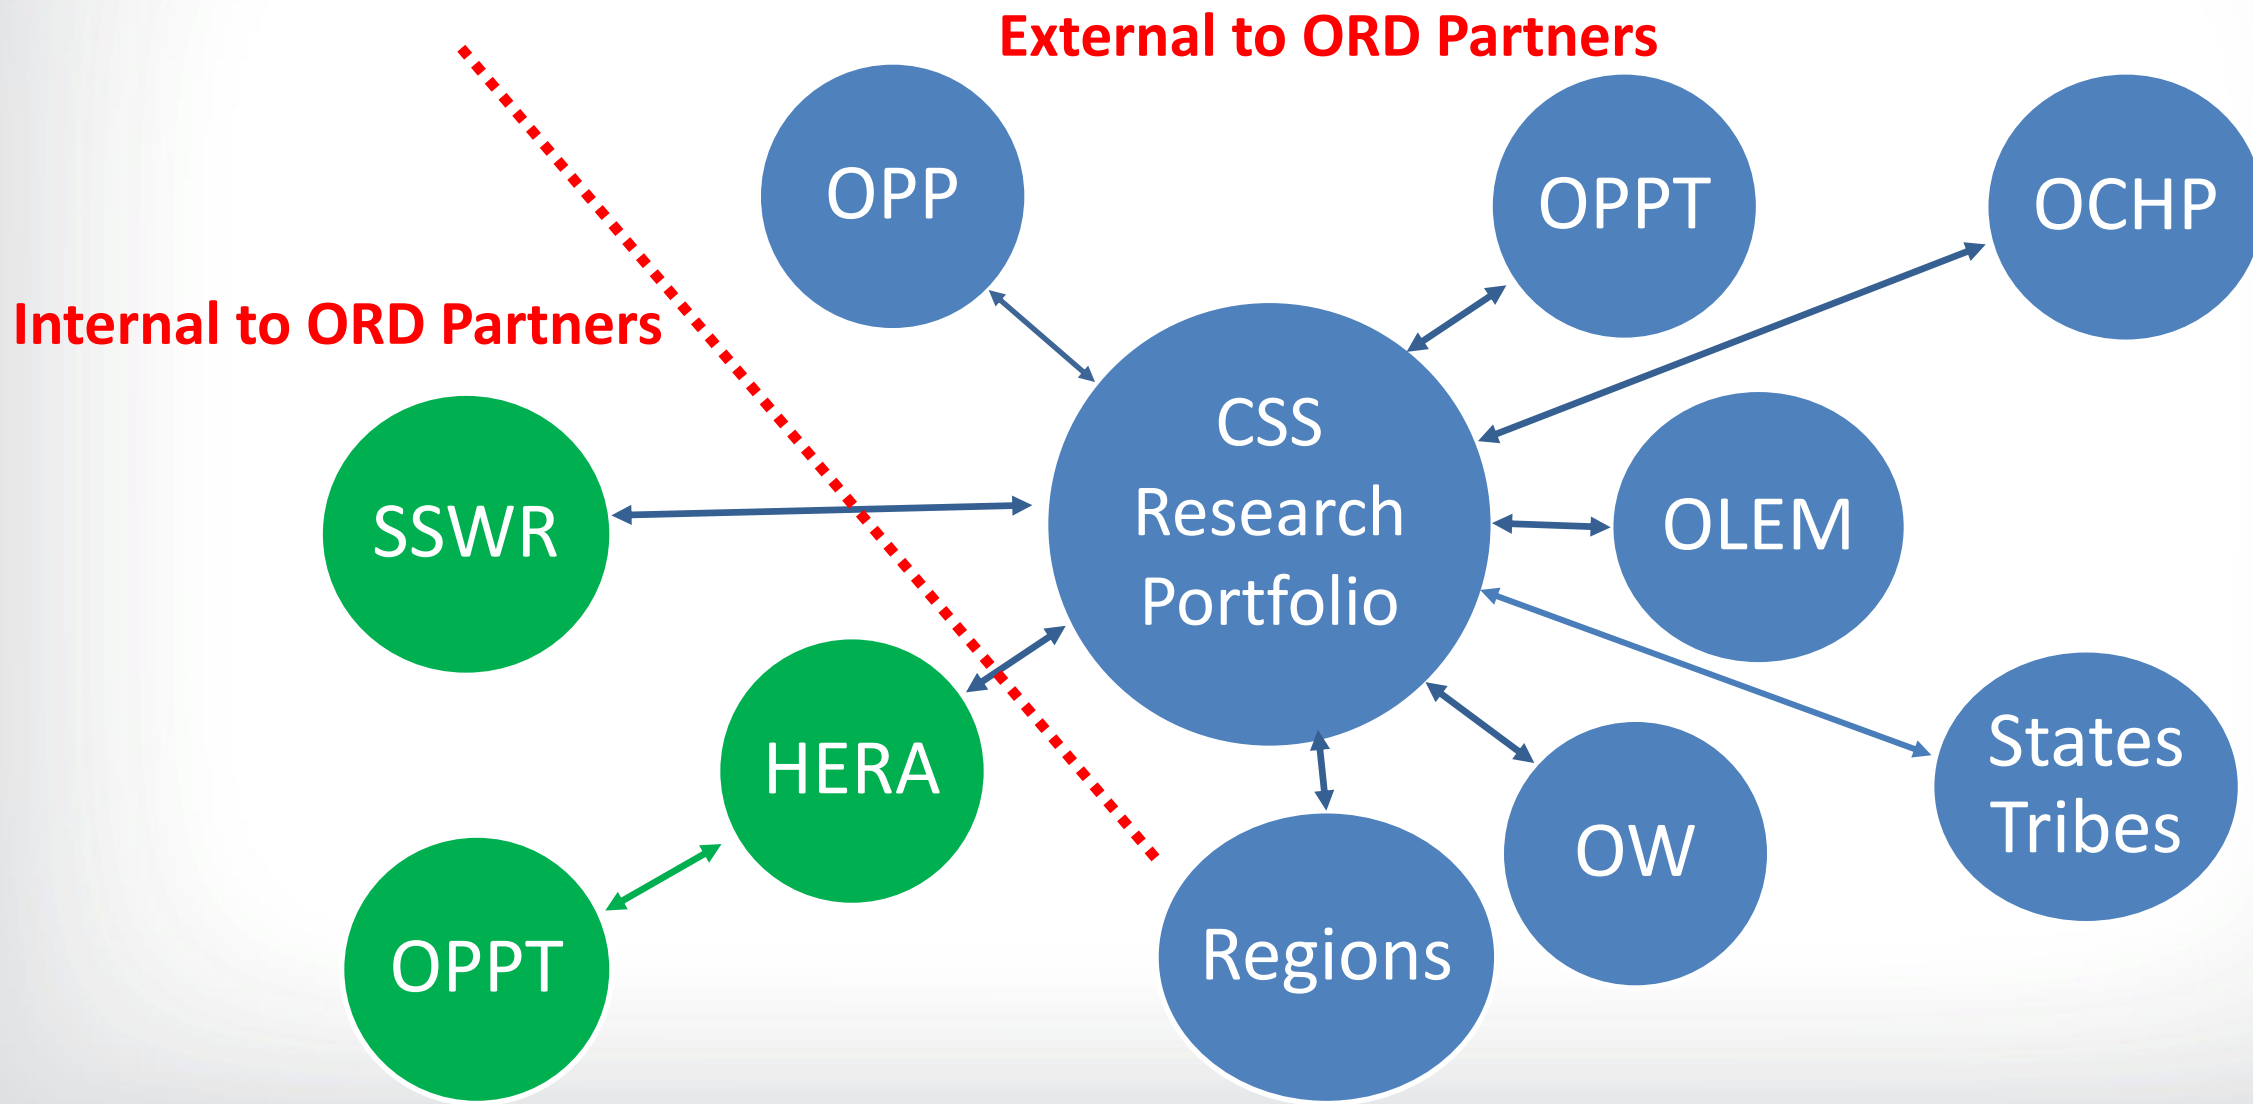 External to ORD Partners
OPP
OPPT
OCHP
Internal to ORD Partners
CSS
Research
Portfolio
SSWR
OLEM
HERA
States
Tribes
OW
OPPT
Regions